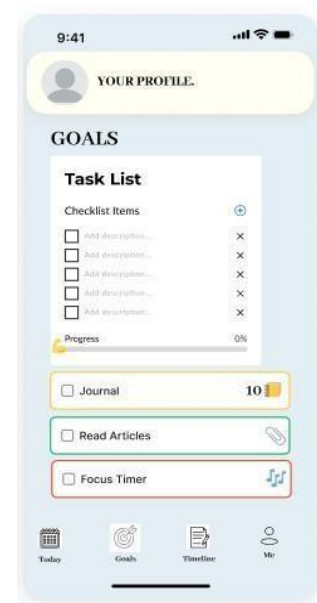 9:41
YOUR PROFILE.
GOALS
Task List
Checklist Items
Add description...
Add description...
Add description...
Add description...
Add description...
Progress 0%
Journal 10
Read Articles
Focus Timer
Today Goals Timeline Me